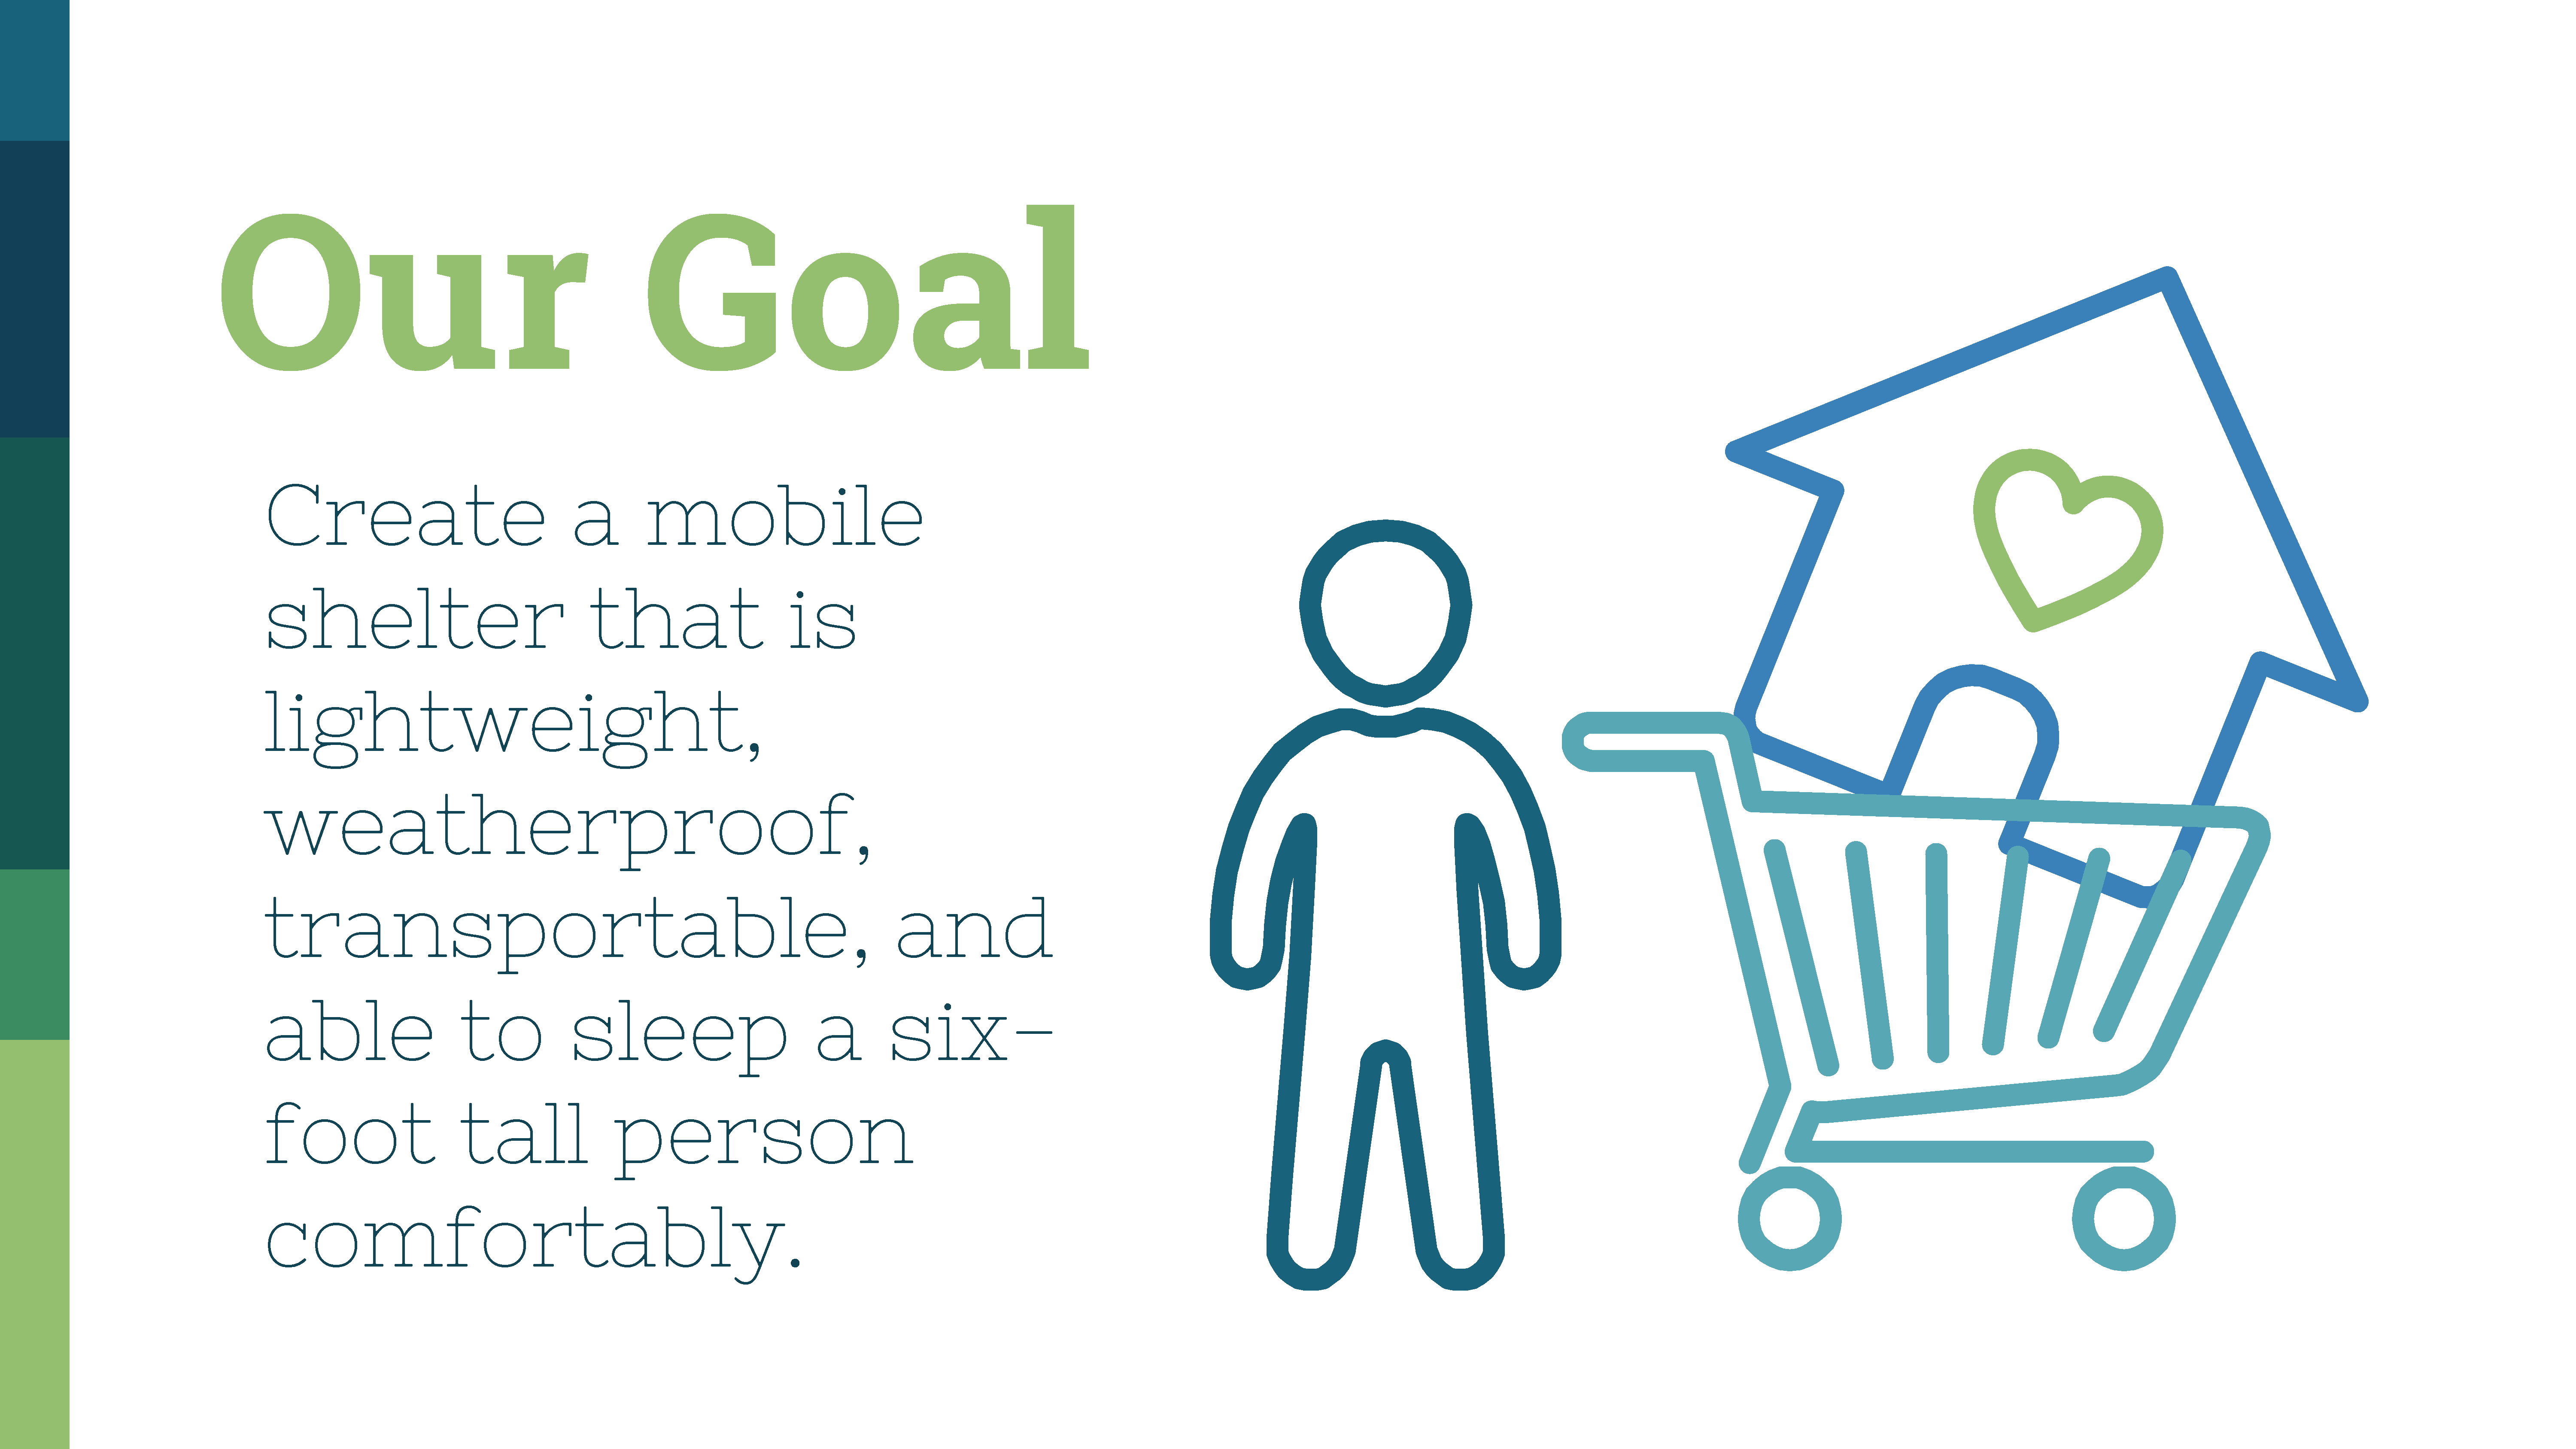 Our Goal
Create a mobile
shelter that is
lightweight,
weatherproof,
transportable, and
able to sleep a six-
foot tall person
comfortably.